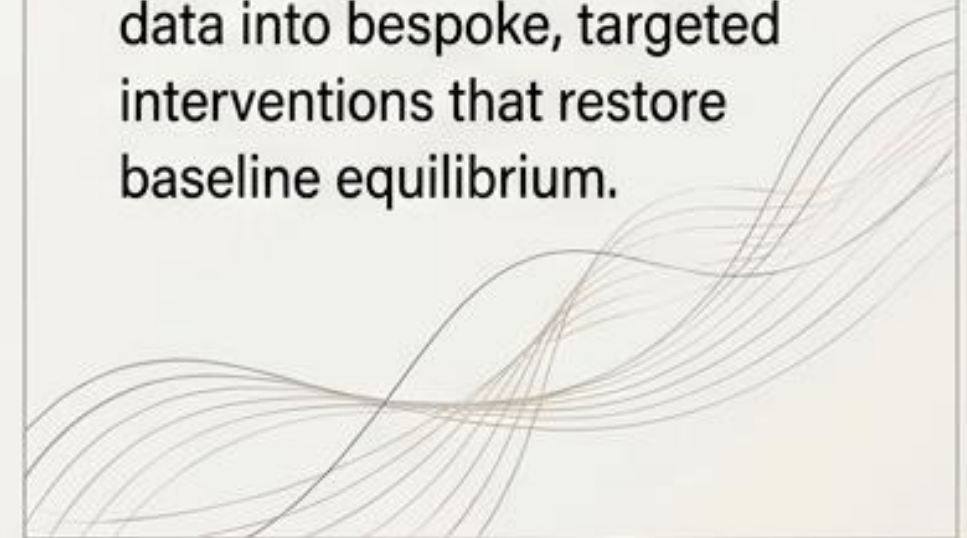 data into bespoke, targeted
interventions that restore
baseline equilibrium.